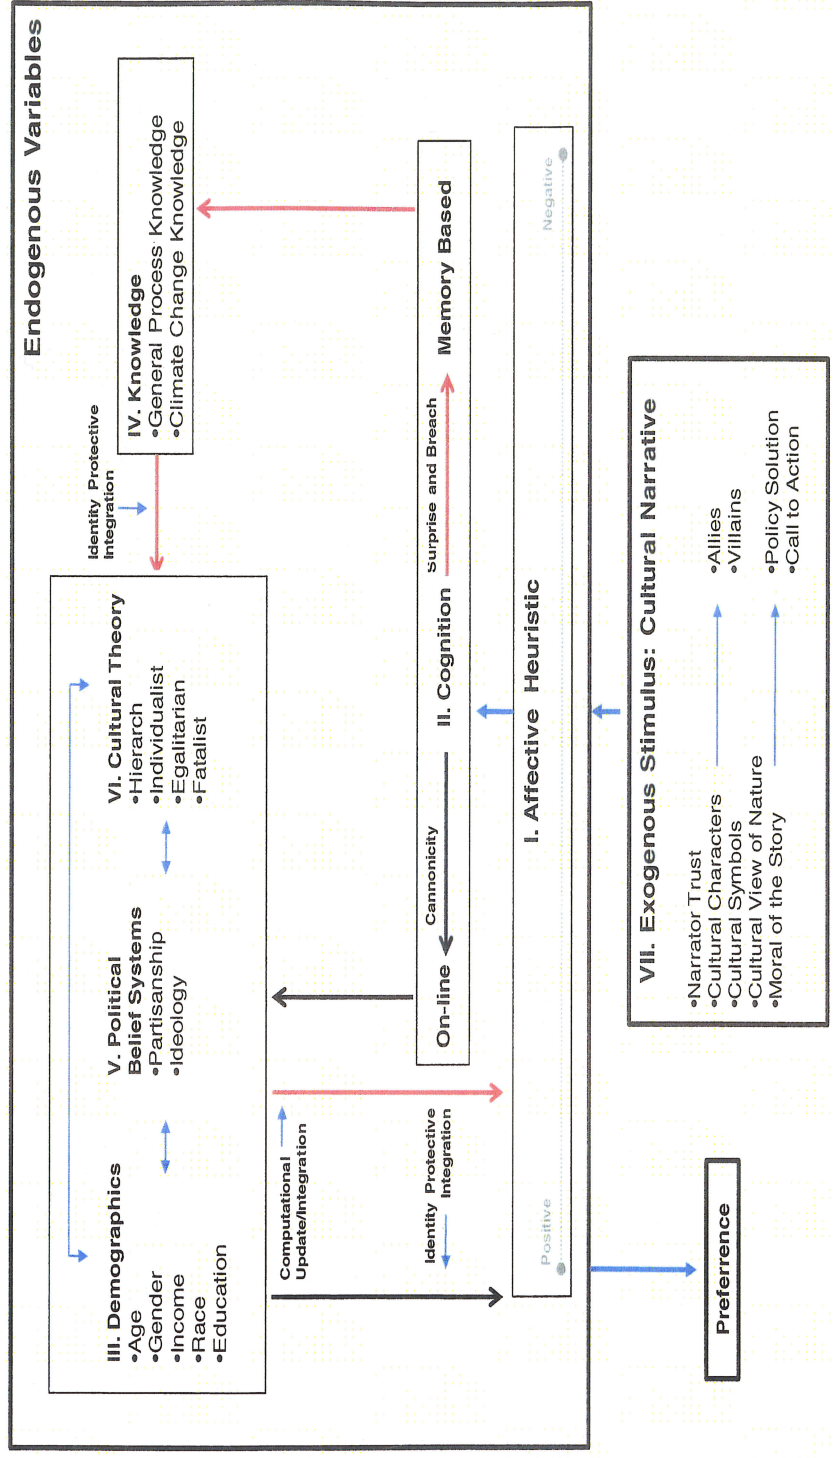 Endogenous Variables
III. Demographics
•Age
•Gender
•Income
•Race
•Education
V. Political
Belief Systems
•Partisanship
•Ideology
VI. Cultural Theory
•Hierarch
•Individualist
•Egalitarian
•Fatalist
Identity Protective
Integration
IV. Knowledge
•General Process Knowledge
•Climate Change Knowledge
Computational
Update/Integration
Identity Protective
Integration
On-line
Cannonicity
II. Cognition
Surprise and Breach
Memory Based
I. Affective Heuristic
Positive
Negative
Preferrence
VII. Exogenous Stimulus: Cultural Narrative
•Narrator Trust
•Cultural Characters
•Cultural Symbols
•Cultural View of Nature
•Moral of the Story
•Allies
•Villains
•Policy Solution
•Call to Action